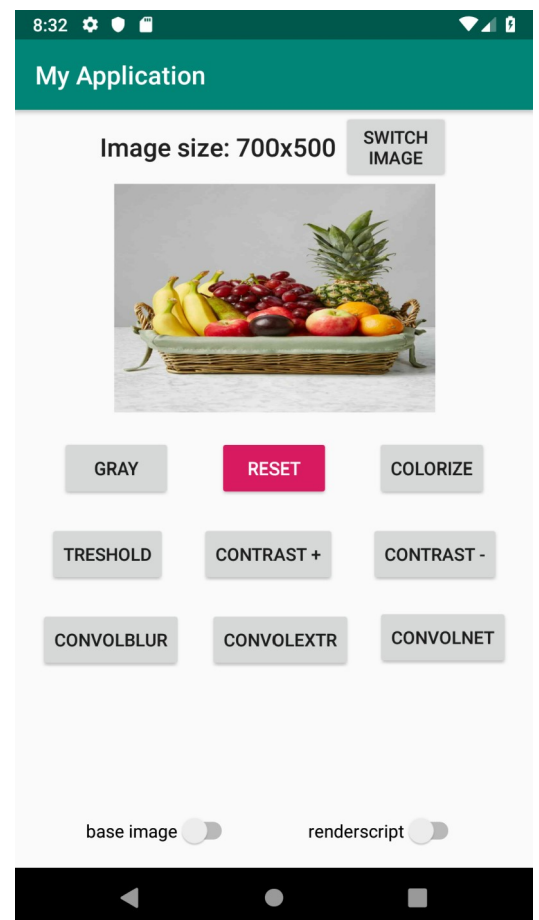 8:32
My Application
Image size: 700x500
SWITCH
IMAGE
GRAY
RESET
COLORIZE
TRESHOLD
CONTRAST +
CONTRAST -
CONVOLBLUR
CONVOLEXTR
CONVOLNET
base image
renderscript